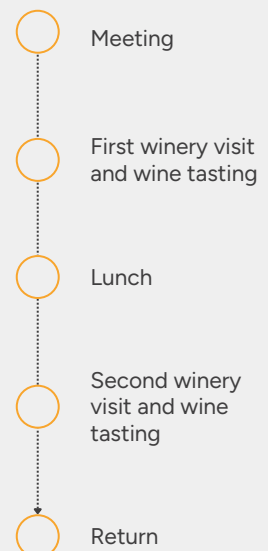 Meeting
First winery visit
and wine tasting
Lunch
Second winery
visit and wine
tasting
Return